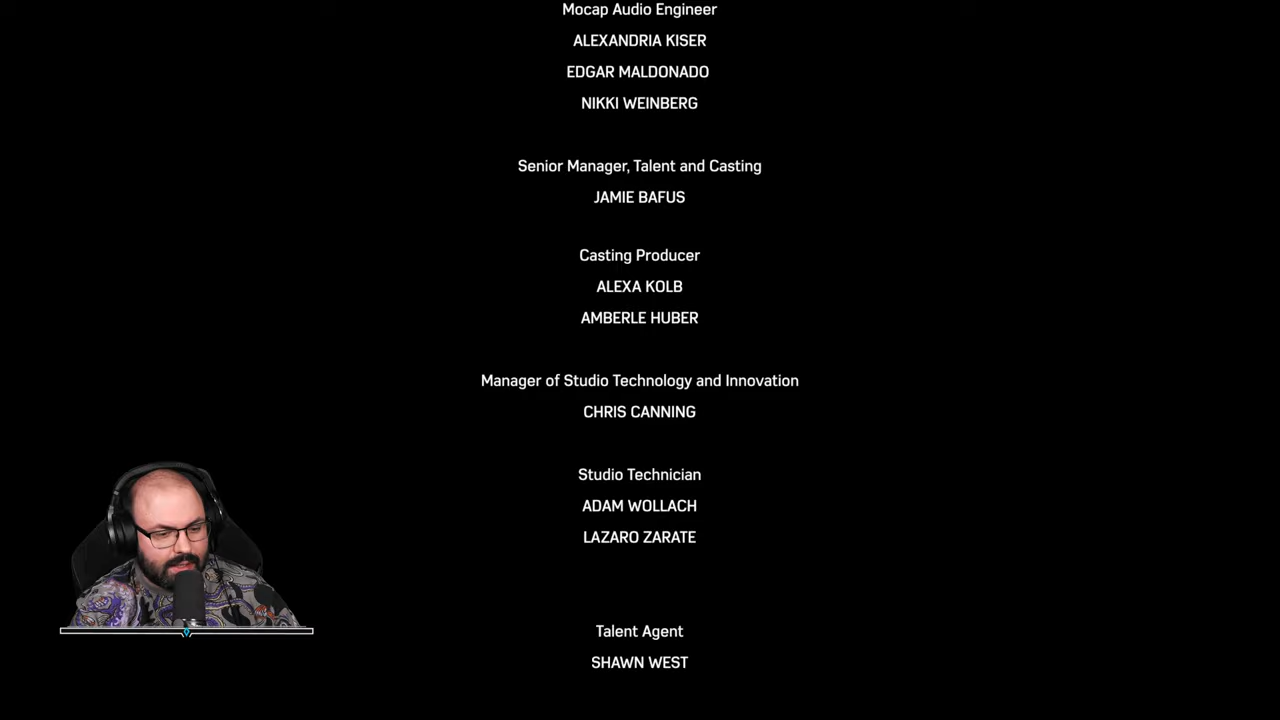 Mocap Audio Engineer
ALEXANDRIA KISER
EDGAR MALDONADO
NIKKI WEINBERG
Senior Manager, Talent and Casting
JAMIE BAFUS
Casting Producer
ALEXA KOLB
AMBERLE HUBER
Manager of Studio Technology and Innovation
CHRIS CANNING
Studio Technician
ADAM WOLLACH
LAZARO ZARATE
Talent Agent
SHAWN WEST